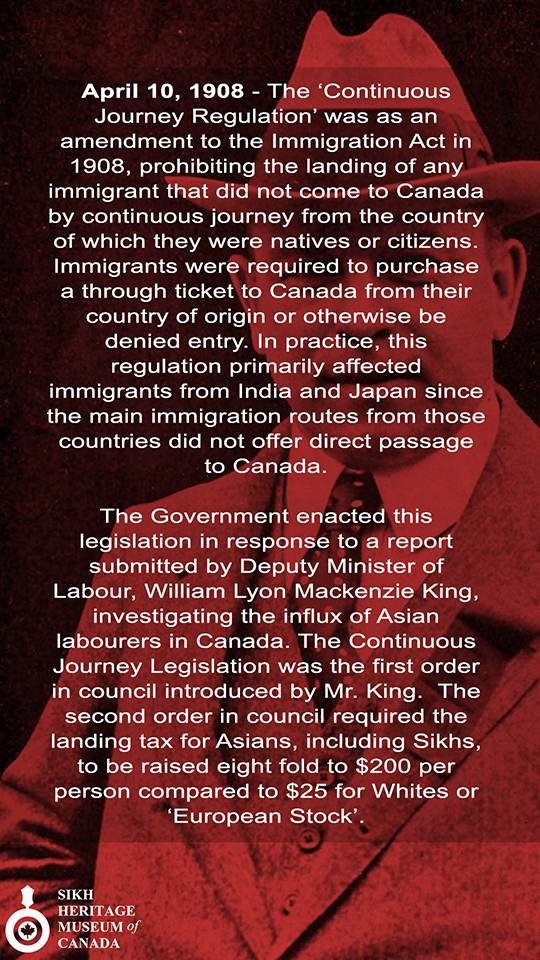 April 10, 1908 - The ‘Continuous
Journey Regulation’ was as an
amendment to the Immigration Act in
1908, prohibiting the landing of any
immigrant that did not come to Canada
by continuous journey from the country
of which they were natives or citizens.
Immigrants were required to purchase
a through ticket to Canada from their
country of origin or otherwise be
denied entry. In practice, this
regulation primarily affected
immigrants from India and Japan since
the main immigration routes from those
countries did not offer direct passage
to Canada.
The Government enacted this
legislation in response to a report
submitted by Deputy Minister of
Labour, William Lyon Mackenzie King,
investigating the influx of Asian
labourers in Canada. The Continuous
Journey Legislation was the first order
in council introduced by Mr. King. The
second order in council required the
landing tax for Asians, including Sikhs,
to be raised eight fold to $200 per
person compared to $25 for Whites or
‘European Stock’.
SIKH
HERITAGE
MUSEUM of
CANADA